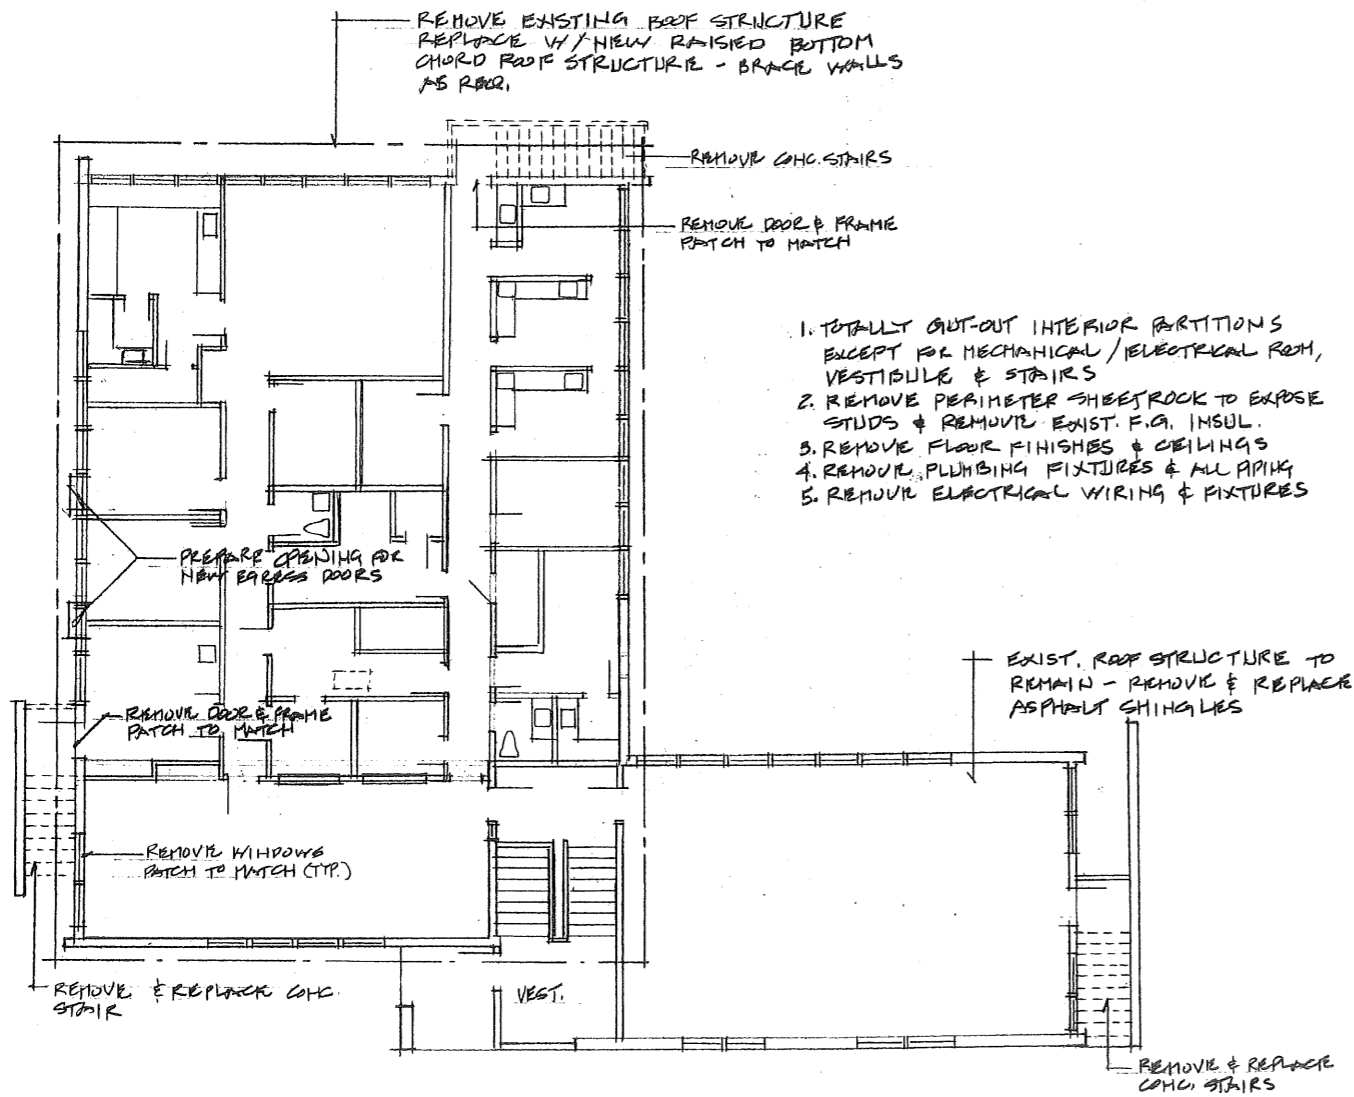 REMOVE EXISTING ROOF STRUCTURE
REPLACE W/NEW RAISED BOTTOM
CHORD ROOF STRUCTURE - BRACE WALLS
AS REQ.
REMOVE CONC. STAIRS
REMOVE DOOR & FRAME
PATCH TO MATCH
1. TOTALLY GUT-OUT INTERIOR PARTITIONS
EXCEPT FOR MECHANICAL/ELECTRICAL ROOM,
VESTIBULE & STAIRS
2. REMOVE PERIMETER SHEETROCK TO EXPOSE
STUDS & REMOVE EXIST. F.G. INSUL.
3. REMOVE FLOOR FINISHES & CEILINGS
4. REMOVE PLUMBING FIXTURES & ALL PIPING
5. REMOVE ELECTRICAL WIRING & FIXTURES
PREPARE OPENING FOR
NEW EGRESS DOORS
EXIST. ROOF STRUCTURE TO
REMAIN - REMOVE & REPLACE
ASPHALT SHINGLES
REMOVE DOOR & FRAME
PATCH TO MATCH
REMOVE WINDOWS
PATCH TO MATCH (TYP.)
REMOVE & REPLACE CONC.
STAIR
VEST.
REMOVE & REPLACE
CONC. STAIRS